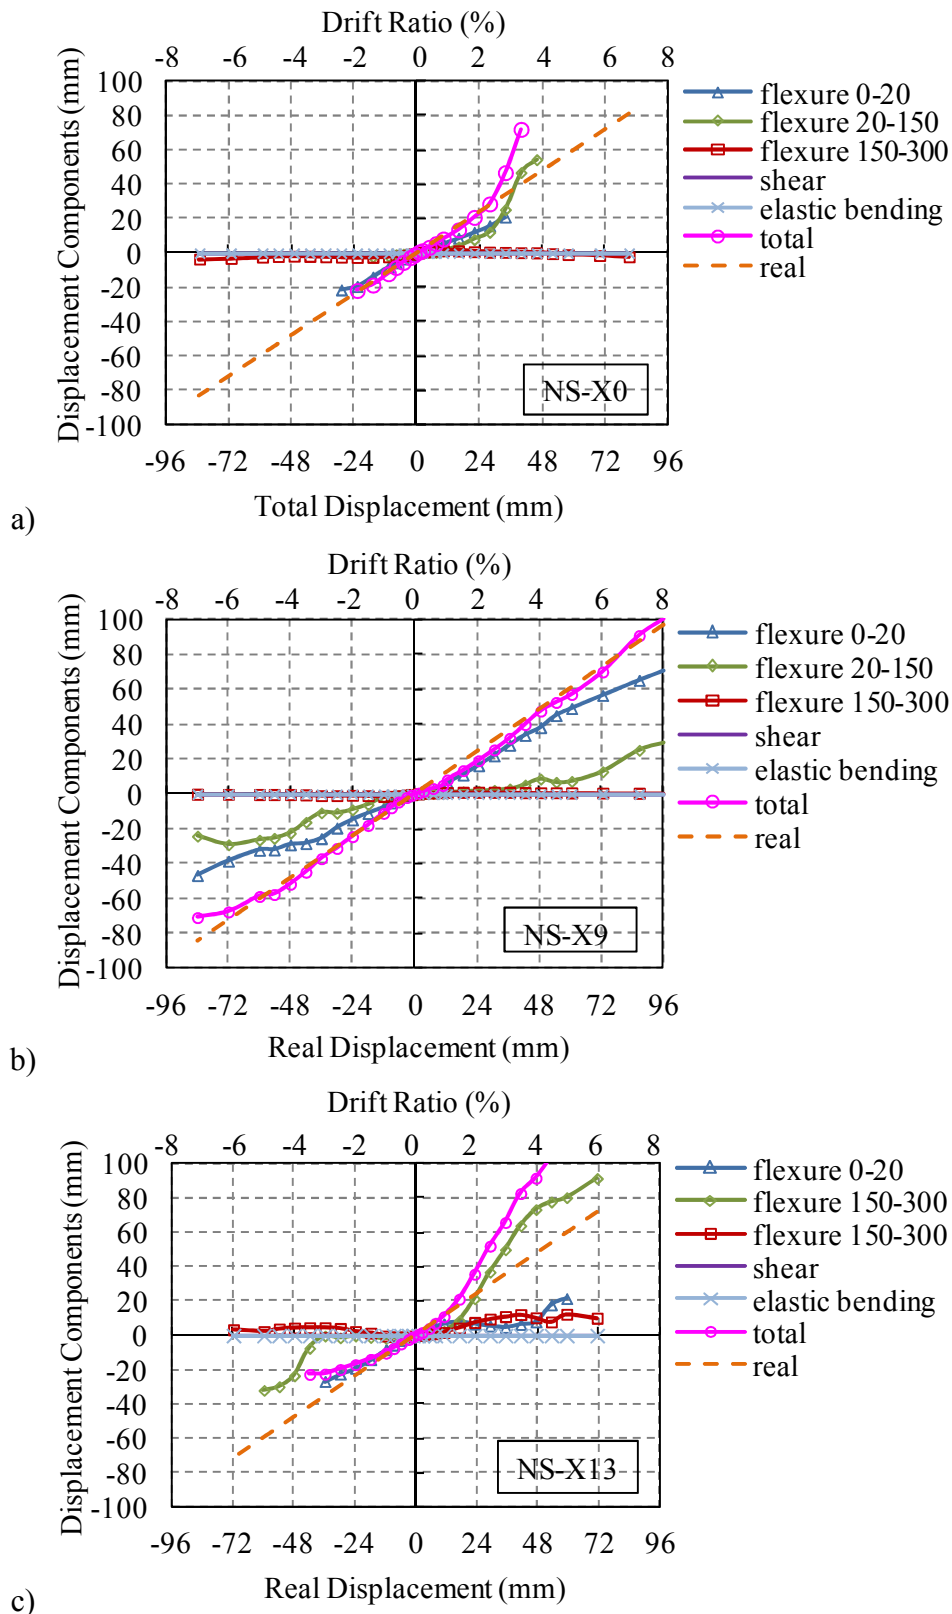 a)
Drift Ratio (%)
-8 -7 -6 -4 -2 0 2 4 6 8
Displacement Components (mm)
100
80
60
40
20
0
-20
-40
-60
-80
-100
flexure 0-20
flexure 20-150
flexure 150-300
shear
elastic bending
total
real
NS-X0
-96 -72 -48 -24 0 24 48 72 96
Total Displacement (mm)
b)
Drift Ratio (%)
-8 -7 -6 -4 -2 0 2 4 6 8
Displacement Components (mm)
100
80
60
40
20
0
-20
-40
-60
-80
-100
flexure 0-20
flexure 20-150
flexure 150-300
shear
elastic bending
total
real
NS-X9
-96 -72 -48 -24 0 24 48 72 96
Real Displacement (mm)
c)
Drift Ratio (%)
-8 -6 -4 -2 0 2 4 6 8
Displacement Components (mm)
100
80
60
40
20
0
-20
-40
-60
-80
-100
flexure 0-20
flexure 150-300
flexure 150-300
shear
elastic bending
total
real
NS-X13
-96 -72 -48 -24 0 24 48 72 96
Real Displacement (mm)